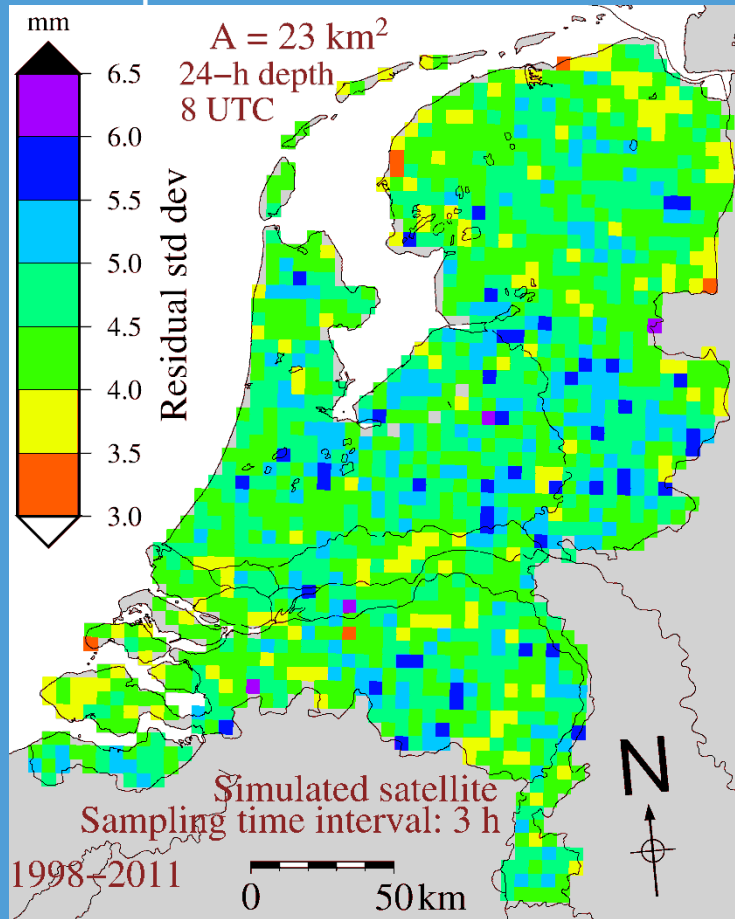 mm
A = 23 km²
24–h depth
8 UTC
6.5
6.0
5.5
5.0
4.5
4.0
3.5
3.0
Residual std dev
N
Simulated satellite
Sampling time interval: 3 h
1998–2011
0 50 km